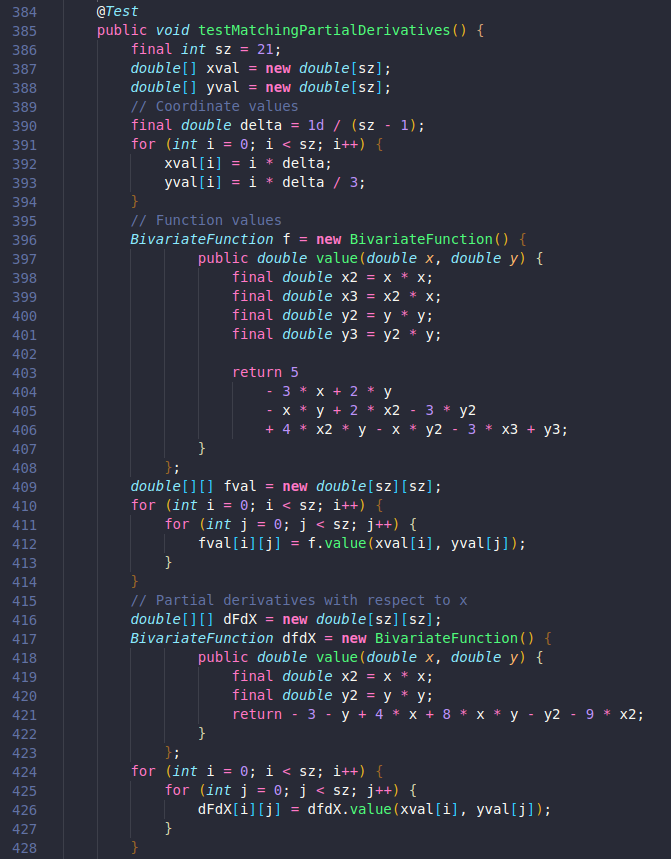 384 @Test
385 public void testMatchingPartialDerivatives() {
386 final int sz = 21;
387 double[] xval = new double[sz];
388 double[] yval = new double[sz];
389 // Coordinate values
390 final double delta = 1d / (sz - 1);
391 for (int i = 0; i < sz; i++) {
392 xval[i] = i * delta;
393 yval[i] = i * delta / 3;
394 }
395 // Function values
396 BivariateFunction f = new BivariateFunction() {
397 public double value(double x, double y) {
398 final double x2 = x * x;
399 final double x3 = x2 * x;
400 final double y2 = y * y;
401 final double y3 = y2 * y;
402
403 return 5
404 - 3 * x + 2 * y
405 - x * y + 2 * x2 - 3 * y2
406 + 4 * x2 * y - x * y2 - 3 * x3 + y3;
407 }
408 };
409 double[][] fval = new double[sz][sz];
410 for (int i = 0; i < sz; i++) {
411 for (int j = 0; j < sz; j++) {
412 fval[i][j] = f.value(xval[i], yval[j]);
413 }
414 }
415 // Partial derivatives with respect to x
416 double[][] dFdX = new double[sz][sz];
417 BivariateFunction dfdX = new BivariateFunction() {
418 public double value(double x, double y) {
419 final double x2 = x * x;
420 final double y2 = y * y;
421 return - 3 - y + 4 * x + 8 * x * y - y2 - 9 * x2;
422 }
423 };
424 for (int i = 0; i < sz; i++) {
425 for (int j = 0; j < sz; j++) {
426 dFdX[i][j] = dfdX.value(xval[i], yval[j]);
427 }
428 }